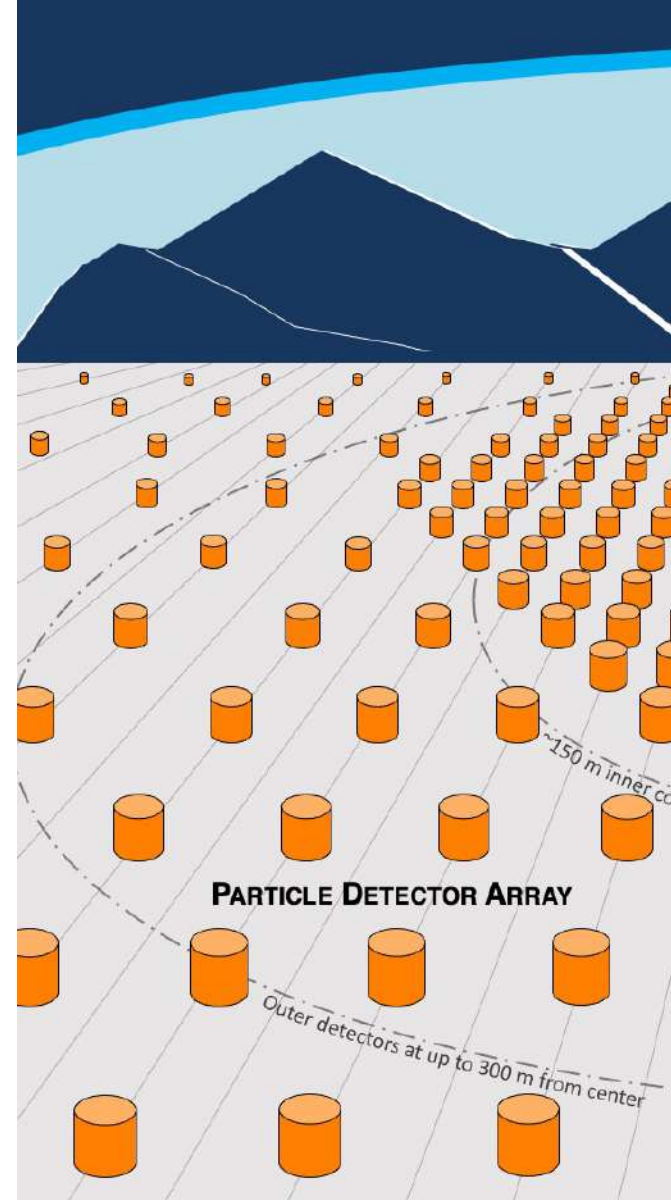 ~150 m inner
PARTICLE DETECTOR ARRAY
Outer detectors at up to 300 m from center